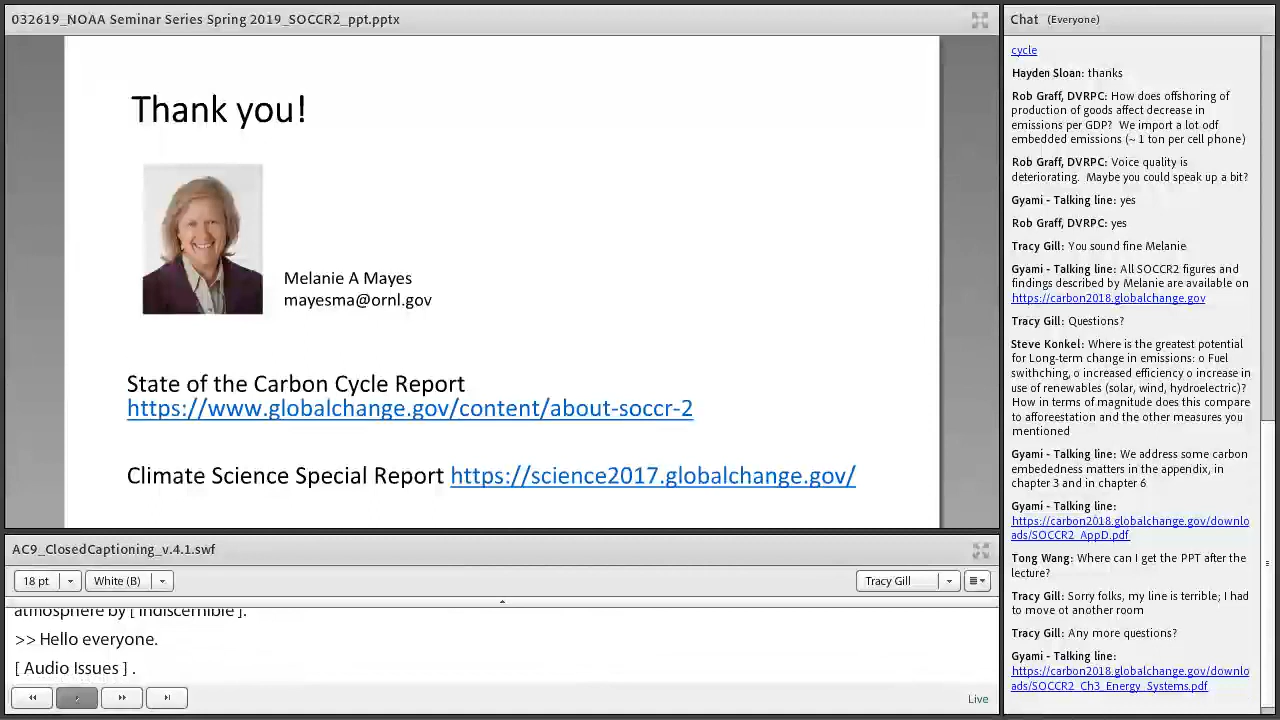 032619_NOAA Seminar Series Spring 2019_SOCCR2_ppt.pptx
Thank you!
Melanie A Mayes
mayesma@ornl.gov
State of the Carbon Cycle Report
https://www.globalchange.gov/content/about-soccr-2
Climate Science Special Report https://science2017.globalchange.gov/
AC9_ClosedCaptioning_v.4.1.swf
18 pt
White (B)
Tracy Gill
atmosphere by [ indiscernible ].
>> Hello everyone.
[ Audio Issues ] .
Live
Chat (Everyone)
cycle
Hayden Sloan: thanks
Rob Graff, DVRPC: How does offshoring of
production of goods affect decrease in
emissions per GDP? We import a lot odf
embedded emissions (~ 1 ton per cell phone)
Rob Graff, DVRPC: Voice quality is
deteriorating. Maybe you could speak up a bit?
Gyami - Talking line: yes
Rob Graff, DVRPC: yes
Tracy Gill: You sound fine Melanie
Gyami - Talking line: All SOCCR2 figures and
findings described by Melanie are available on
https://carbon2018.globalchange.gov
Tracy Gill: Questions?
Steve Konkel: Where is the greatest potential
for Long-term change in emissions: o Fuel
swithching, o increased efficiency o increase in
use of renewables (solar, wind, hydroelectric)?
How in terms of magnitude does this compare
to afforeestation and the other measures you
mentioned
Gyami - Talking line: We address some carbon
embededness matters in the appendix, in
chapter 3 and in chapter 6
Gyami - Talking line:
https://carbon2018.globalchange.gov/downlo
ads/SOCCR2_AppD.pdf
Tong Wang: Where can I get the PPT after the
lecture?
Tracy Gill: Sorry folks, my line is terrible; I had
to move ot another room
Tracy Gill: Any more questions?
Gyami - Talking line:
https://carbon2018.globalchange.gov/downlo
ads/SOCCR2_Ch3_Energy_Systems.pdf